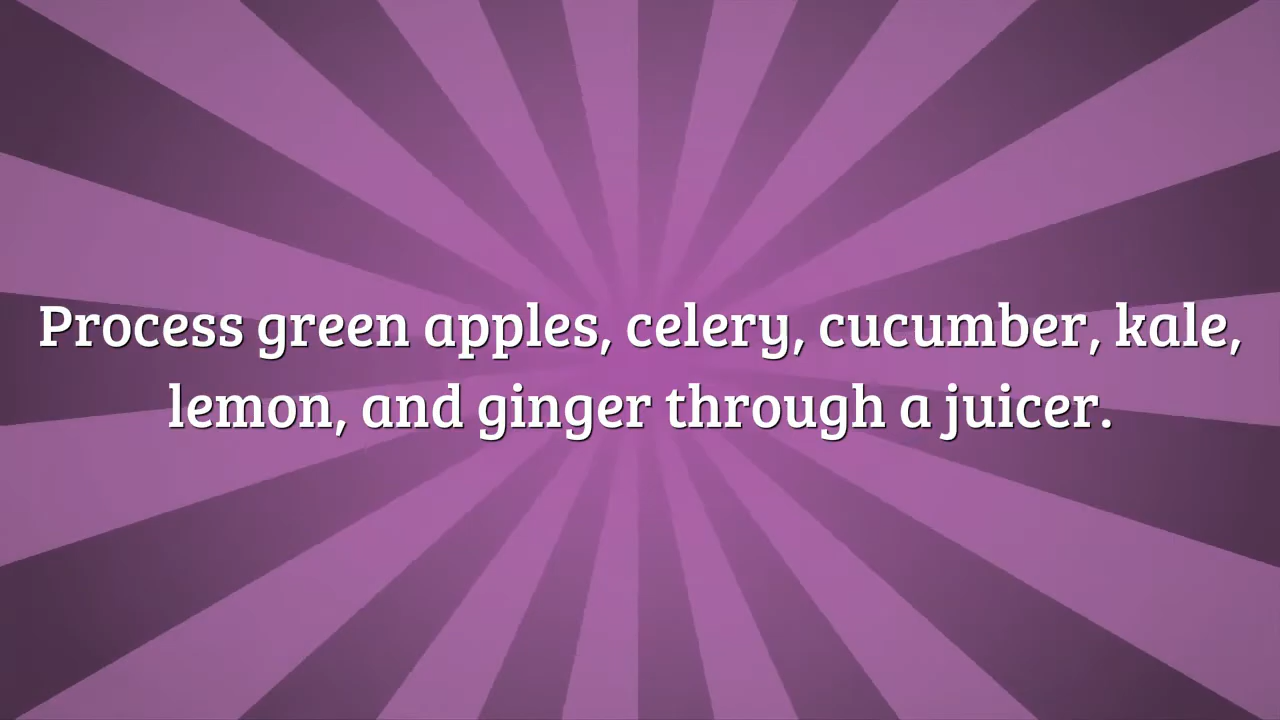 Process green apples, celery, cucumber, kale,
lemon, and ginger through a juicer.